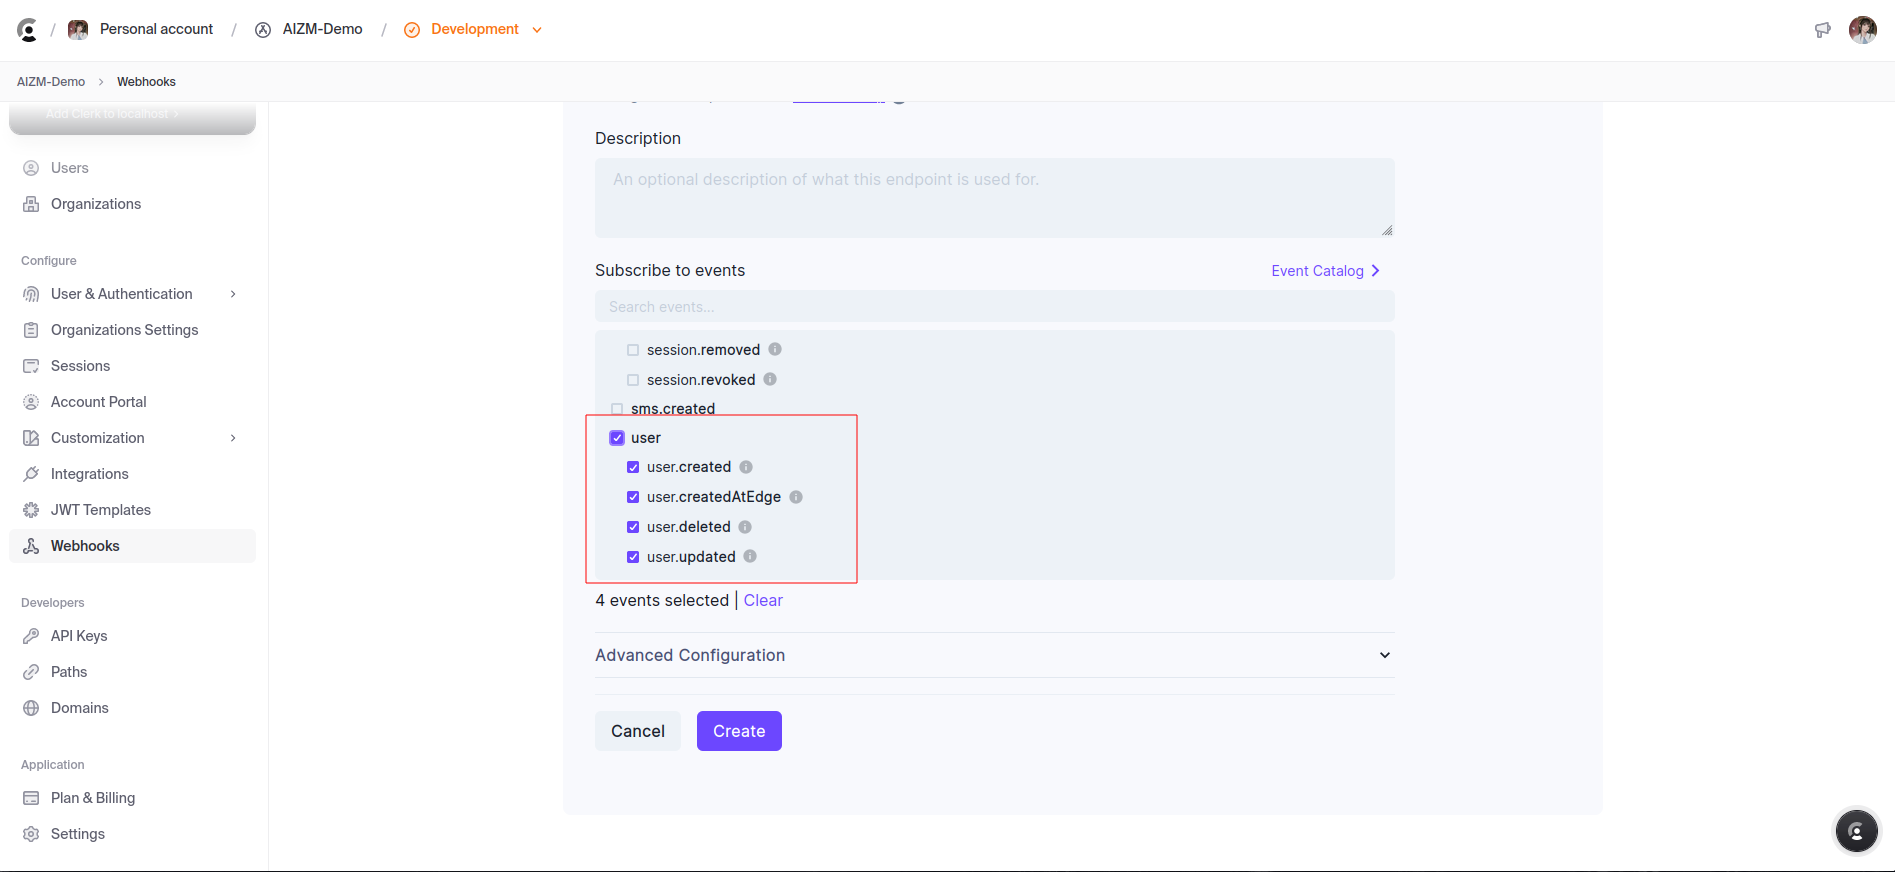 / Personal account / AIZM-Demo / Development
AIZM-Demo > Webhooks
Add Clerk to localhost >
Users
Organizations
Configure
User & Authentication
Organizations Settings
Sessions
Account Portal
Customization
Integrations
JWT Templates
Webhooks
Developers
API Keys
Paths
Domains
Application
Plan & Billing
Settings
Description
An optional description of what this endpoint is used for.
Subscribe to events
Event Catalog
Search events...
session.removed
session.revoked
sms.created
user
user.created
user.createdAtEdge
user.deleted
user.updated
4 events selected | Clear
Advanced Configuration
Cancel
Create